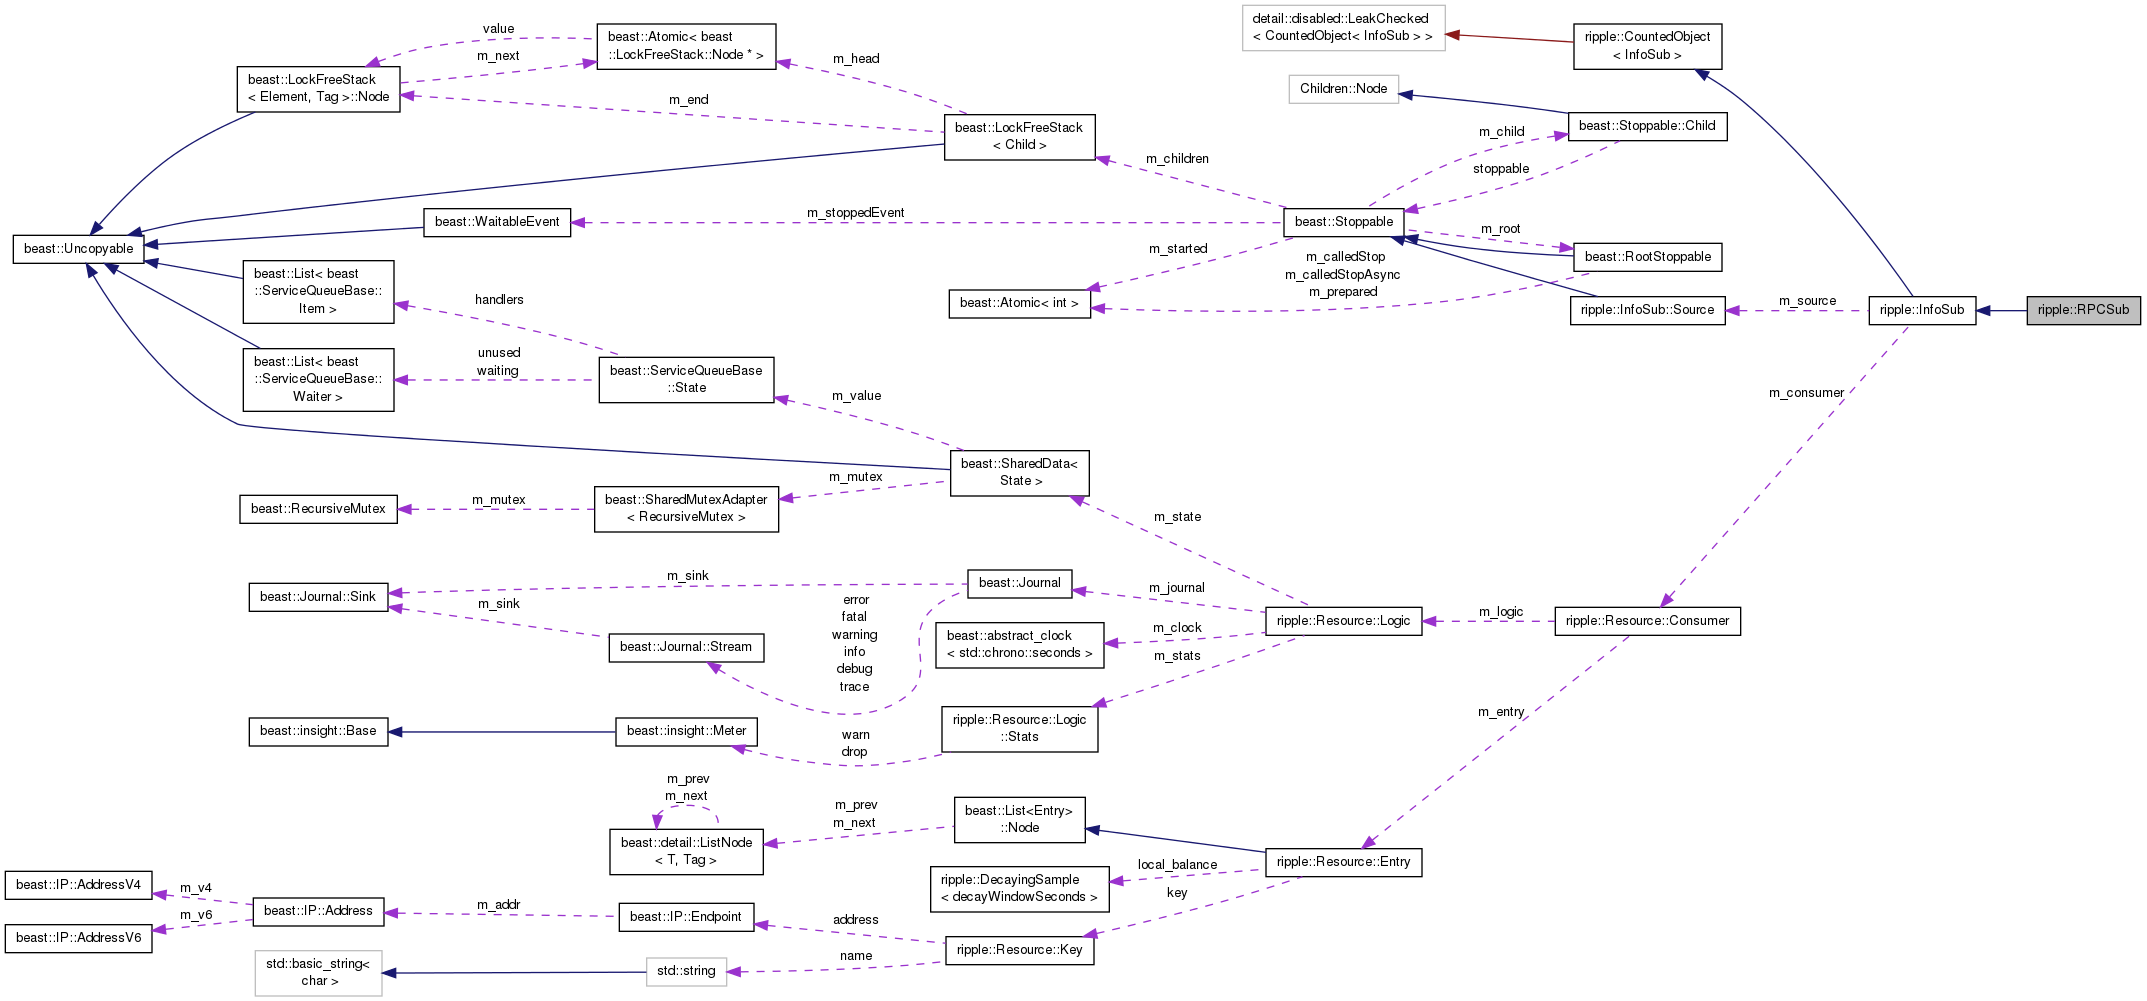 value
m_next
beast::Atomic< beast
::LockFreeStack::Node * >
m_head
detail::disabled::LeakChecked
< CountedObject< InfoSub > >
ripple::CountedObject
< InfoSub >
beast::LockFreeStack
< Element, Tag >::Node
m_end
Children::Node
beast::LockFreeStack
< Child >
m_children
m_child
beast::Stoppable::Child
stoppable
beast::Uncopyable
beast::WaitableEvent
m_stoppedEvent
beast::Stoppable
m_root
m_started
beast::RootStoppable
m_calledStop
m_calledStopAsync
m_prepared
beast::List< beast
::ServiceQueueBase::
Item >
handlers
beast::Atomic< int >
ripple::InfoSub::Source
m_source
ripple::InfoSub
ripple::RPCSub
beast::List< beast
::ServiceQueueBase::
Waiter >
unused
waiting
beast::ServiceQueueBase
::State
m_value
m_consumer
beast::SharedData<
State >
m_mutex
beast::RecursiveMutex
m_mutex
beast::SharedMutexAdapter
< RecursiveMutex >
m_state
beast::Journal::Sink
m_sink
m_sink
beast::Journal
m_journal
error
fatal
warning
info
debug
trace
beast::Journal::Stream
beast::abstract_clock
< std::chrono::seconds >
m_clock
m_stats
ripple::Resource::Logic
m_logic
ripple::Resource::Consumer
ripple::Resource::Logic
::Stats
m_entry
beast::insight::Base
beast::insight::Meter
warn
drop
m_prev
m_next
beast::detail::ListNode
< T, Tag >
m_prev
m_next
beast::List<Entry>
::Node
ripple::Resource::Entry
local_balance
ripple::DecayingSample
< decayWindowSeconds >
key
beast::IP::AddressV4
m_v4
beast::IP::Address
m_addr
beast::IP::Endpoint
address
beast::IP::AddressV6
m_v6
ripple::Resource::Key
name
std::basic_string<
char >
std::string